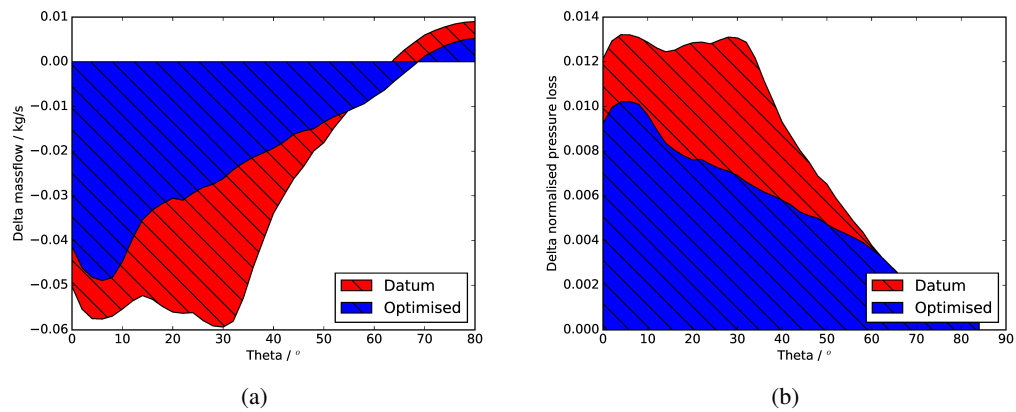 0.01
0.00
−0.01
−0.02
−0.03
−0.04
−0.05
−0.06
Delta massflow / kg/s
0 10 20 30 40 50 60 70 80
Theta / °
Datum
Optimised
(a)
0.014
0.012
0.010
0.008
0.006
0.004
0.002
0.000
Delta normalised pressure loss
0 10 20 30 40 50 60 70 80 90
Theta / °
Datum
Optimised
(b)